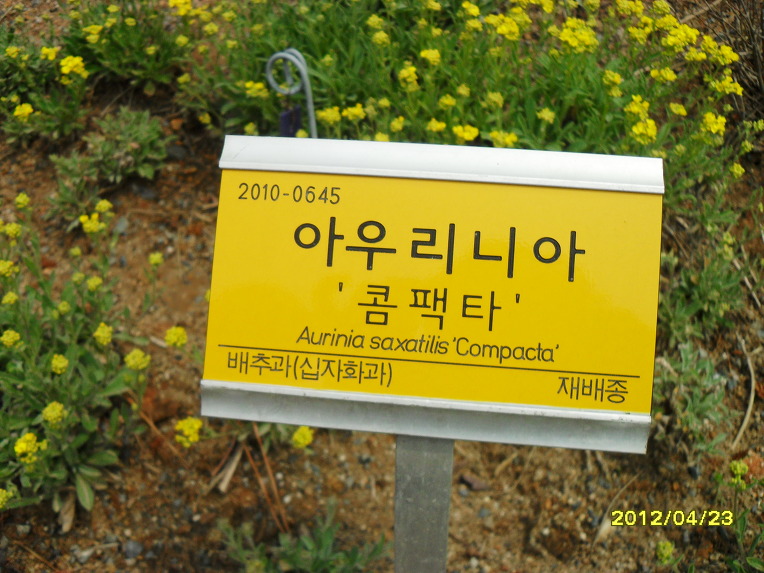 2010-0645
아우리니아
'콤팩타'
Aurinia saxatilis 'Compacta'
배추과(십자화과)
재배종
2012/04/23